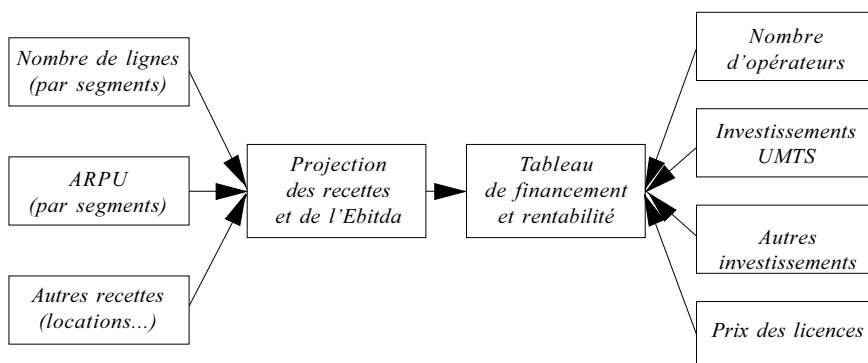 Nombre de lignes
(par segments)
ARPU
(par segments)
Autres recettes
(locations...)
Projection
des recettes
et de l'Ebitda
Tableau
de financement
et rentabilité
Nombre
d'opérateurs
Investissements
UMTS
Autres
investissements
Prix des licences